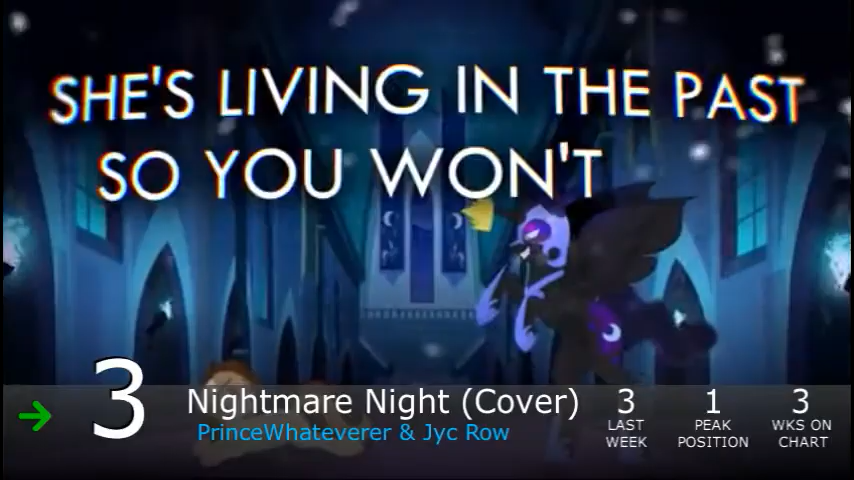 SHE'S LIVING IN THE PAST
SO YOU WON'T
3
Nightmare Night (Cover)
PrinceWhateverer & Jyc Row
3
LAST
WEEK
1
PEAK
POSITION
3
WKS ON
CHART